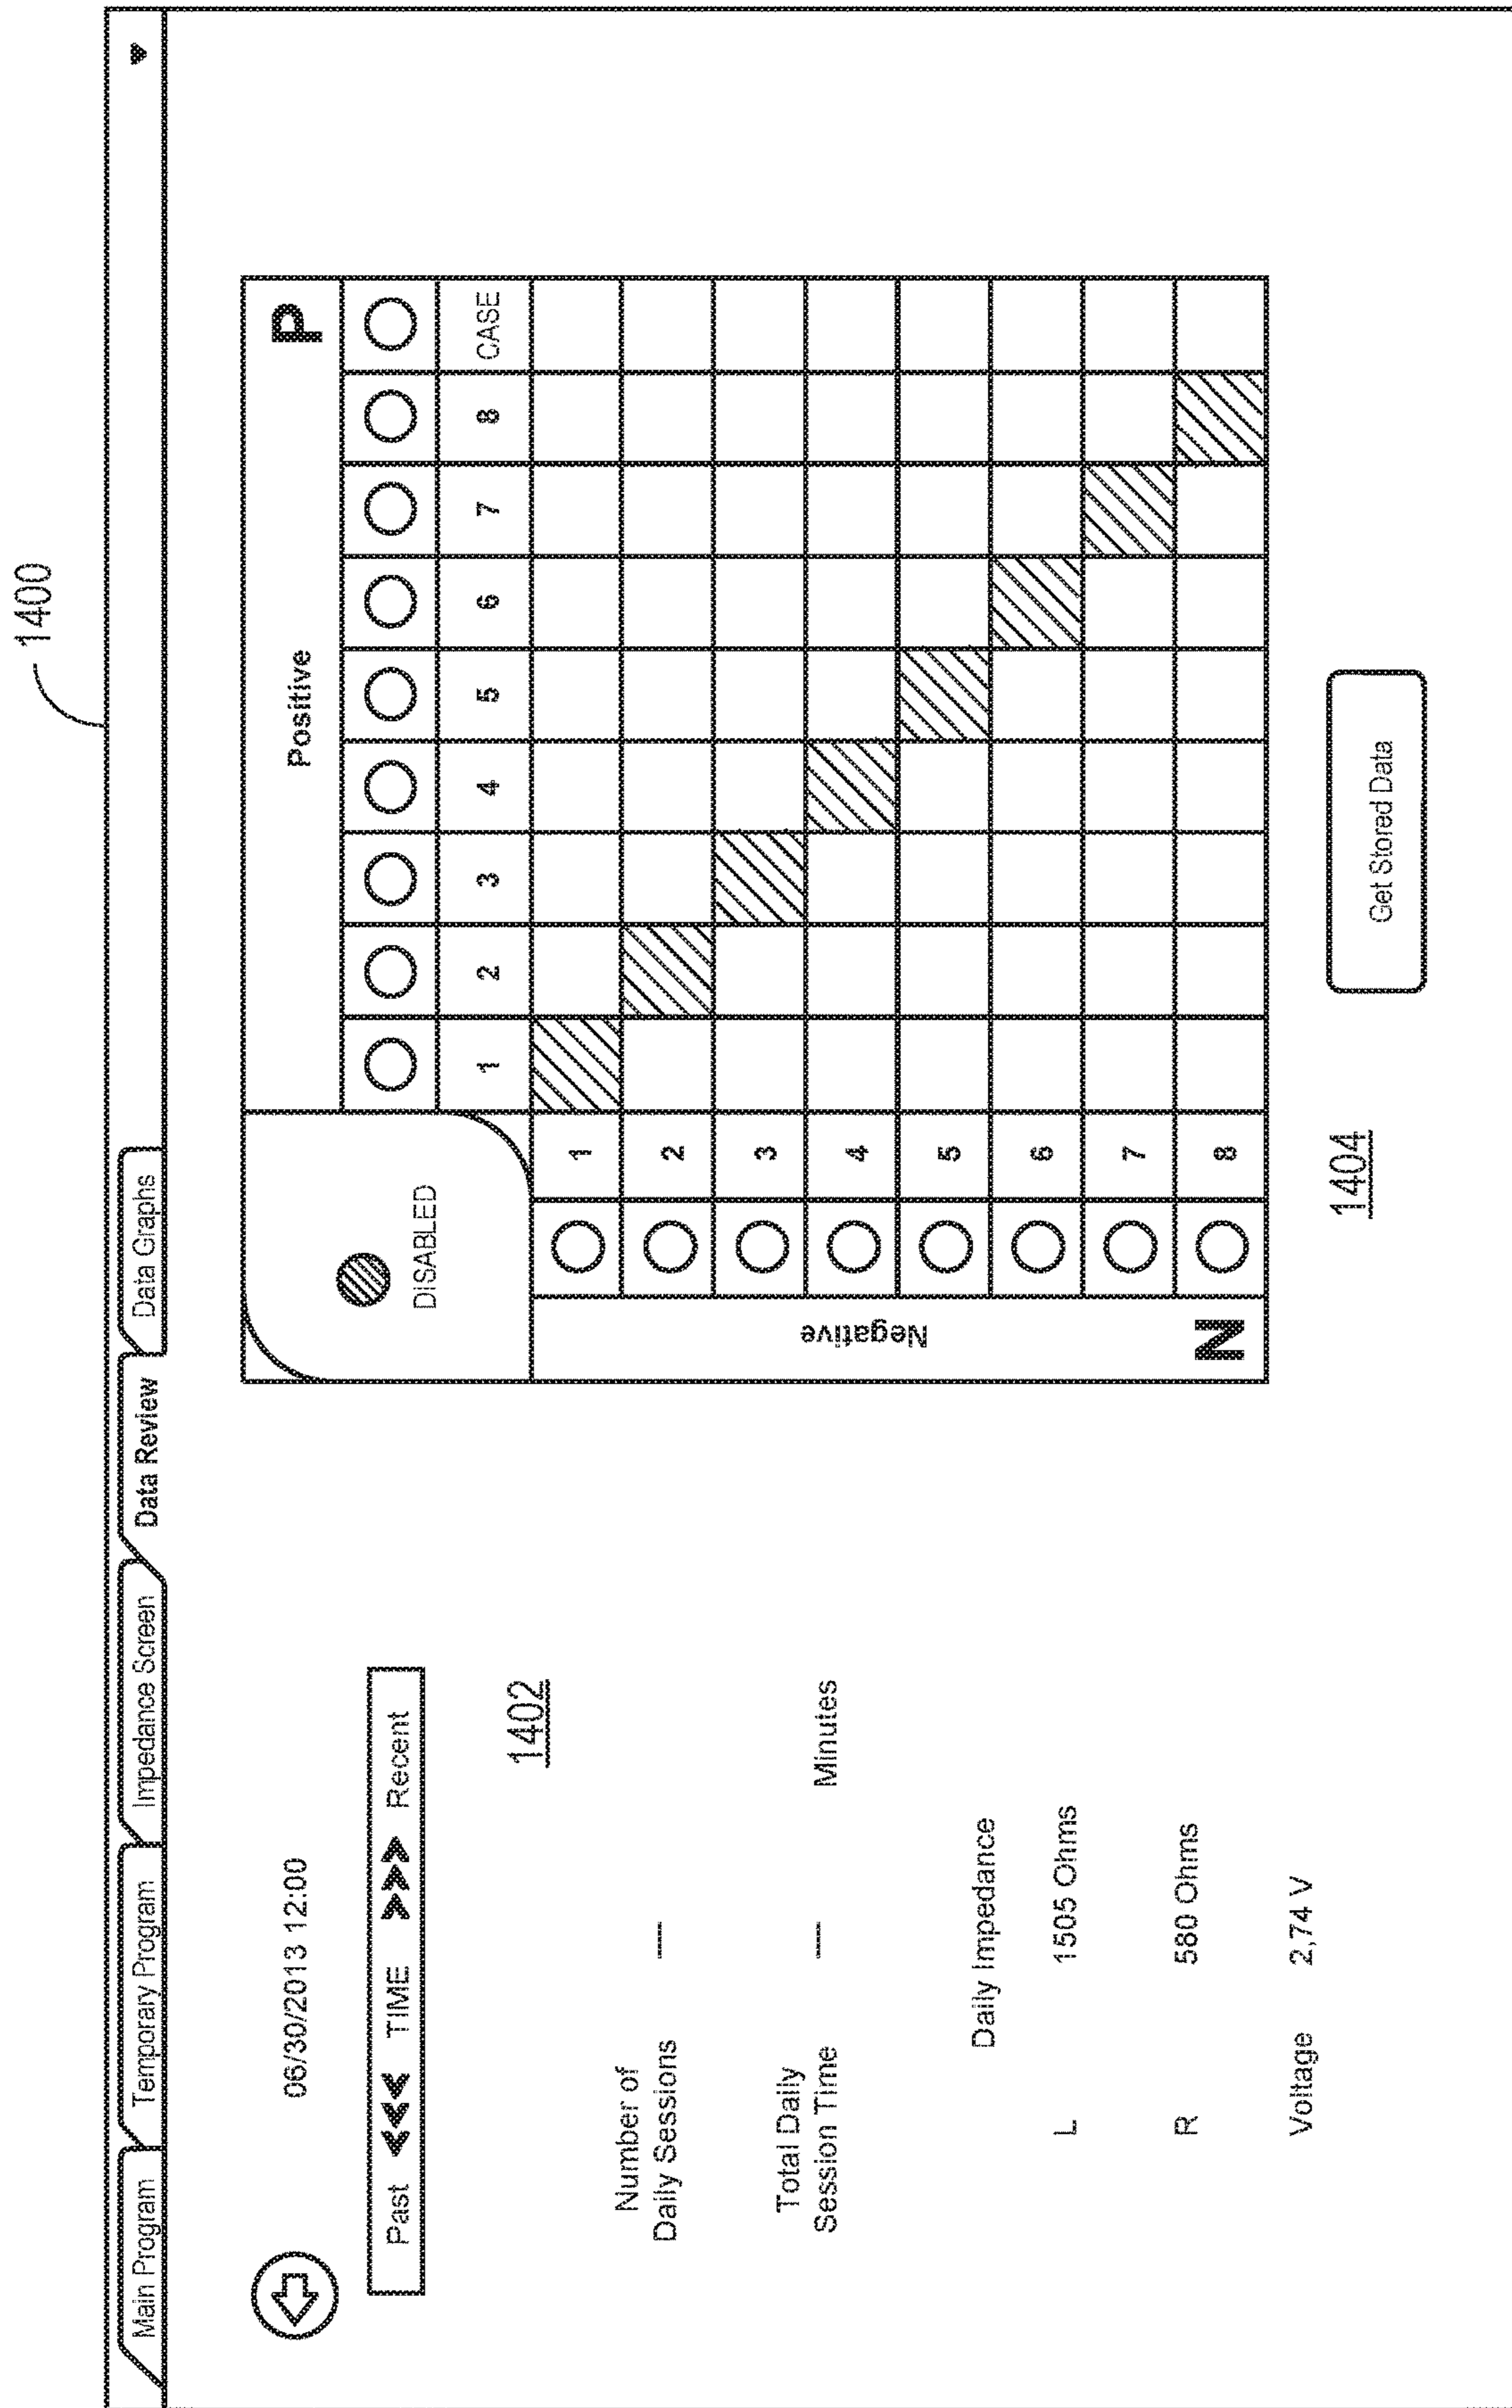 1400
Main Program
Temporary Program
Impedance Screen
Data Review
Data Graphs
06/30/2013 12:00
Past <<< TIME >>> Recent
1402
Number of
Daily Sessions —
Total Daily
Session Time — Minutes
Daily Impedance
L 1505 Ohms
R 580 Ohms
Voltage 2,74 V
DISABLED
Positive P
1 2 3 4 5 6 7 8 CASE
Negative
N
1
2
3
4
5
6
7
8
1404
Get Stored Data